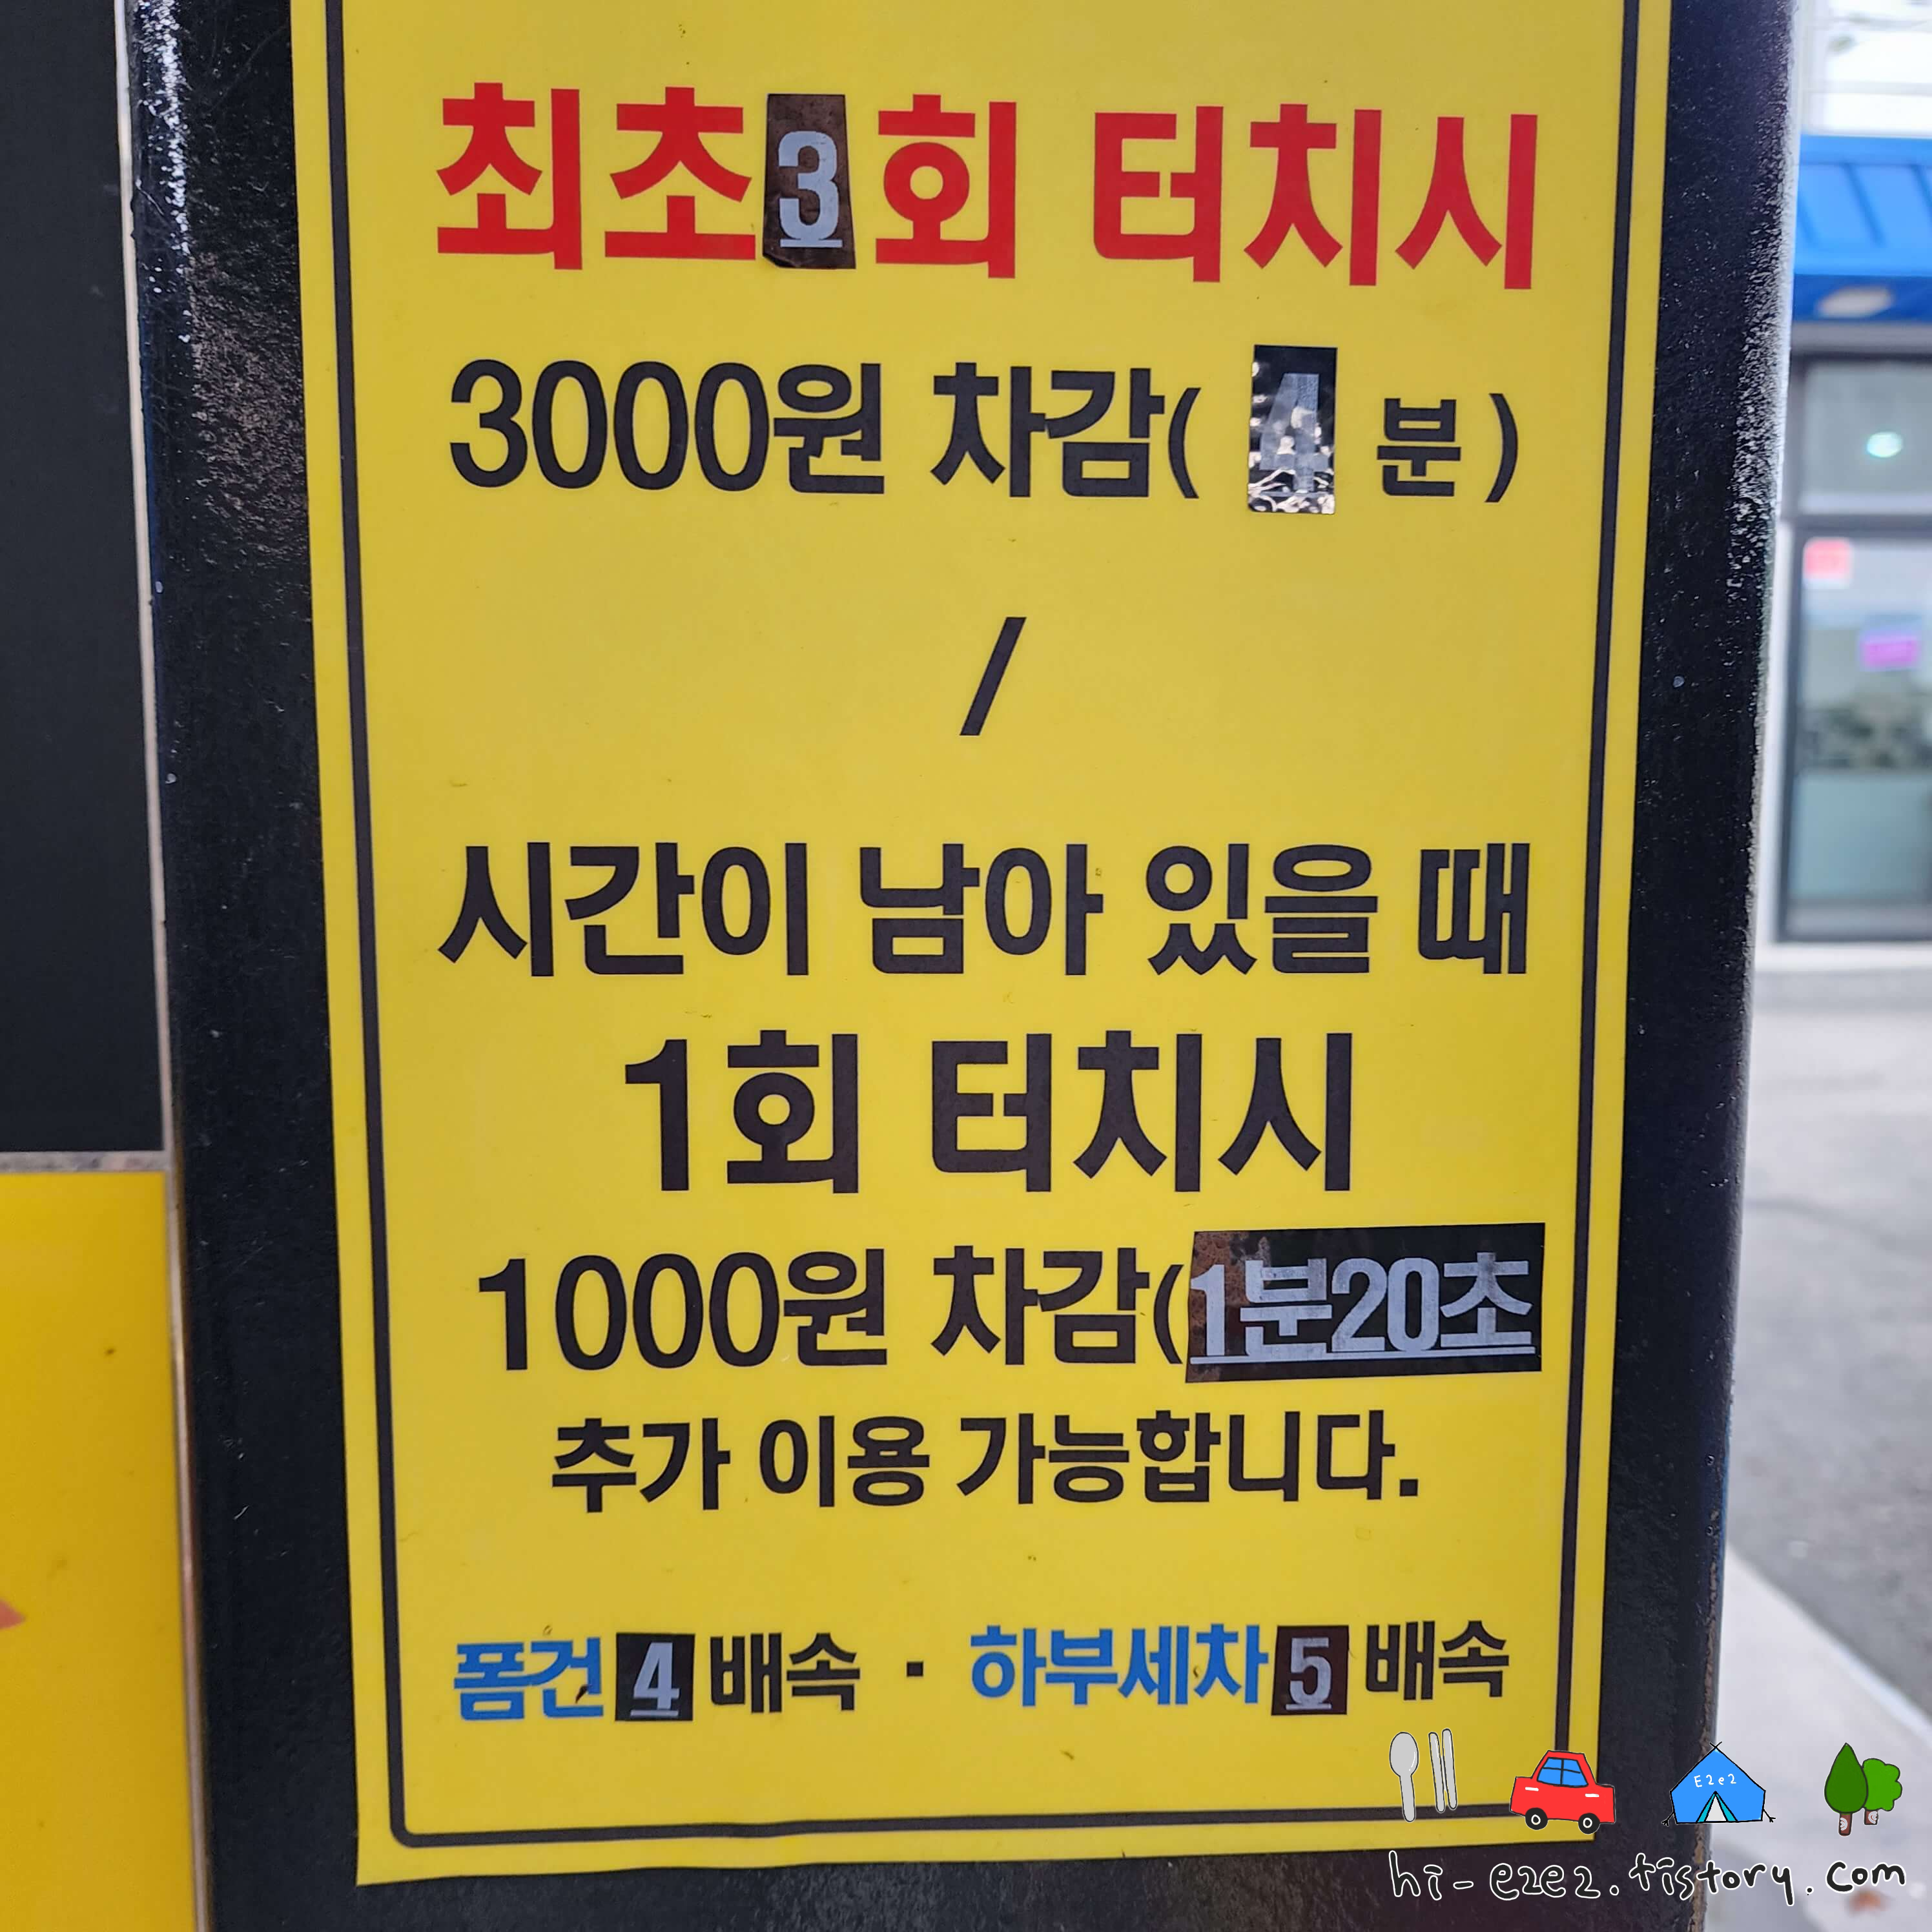 최초3회 터치시
3000원 차감( 4 분)
/
시간이 남아 있을 때
1회 터치시
1000원 차감(1분20초
추가 이용 가능합니다.
폼건4배속 · 하부세차5배속
E2e2
hi-e2e2.tistory.com